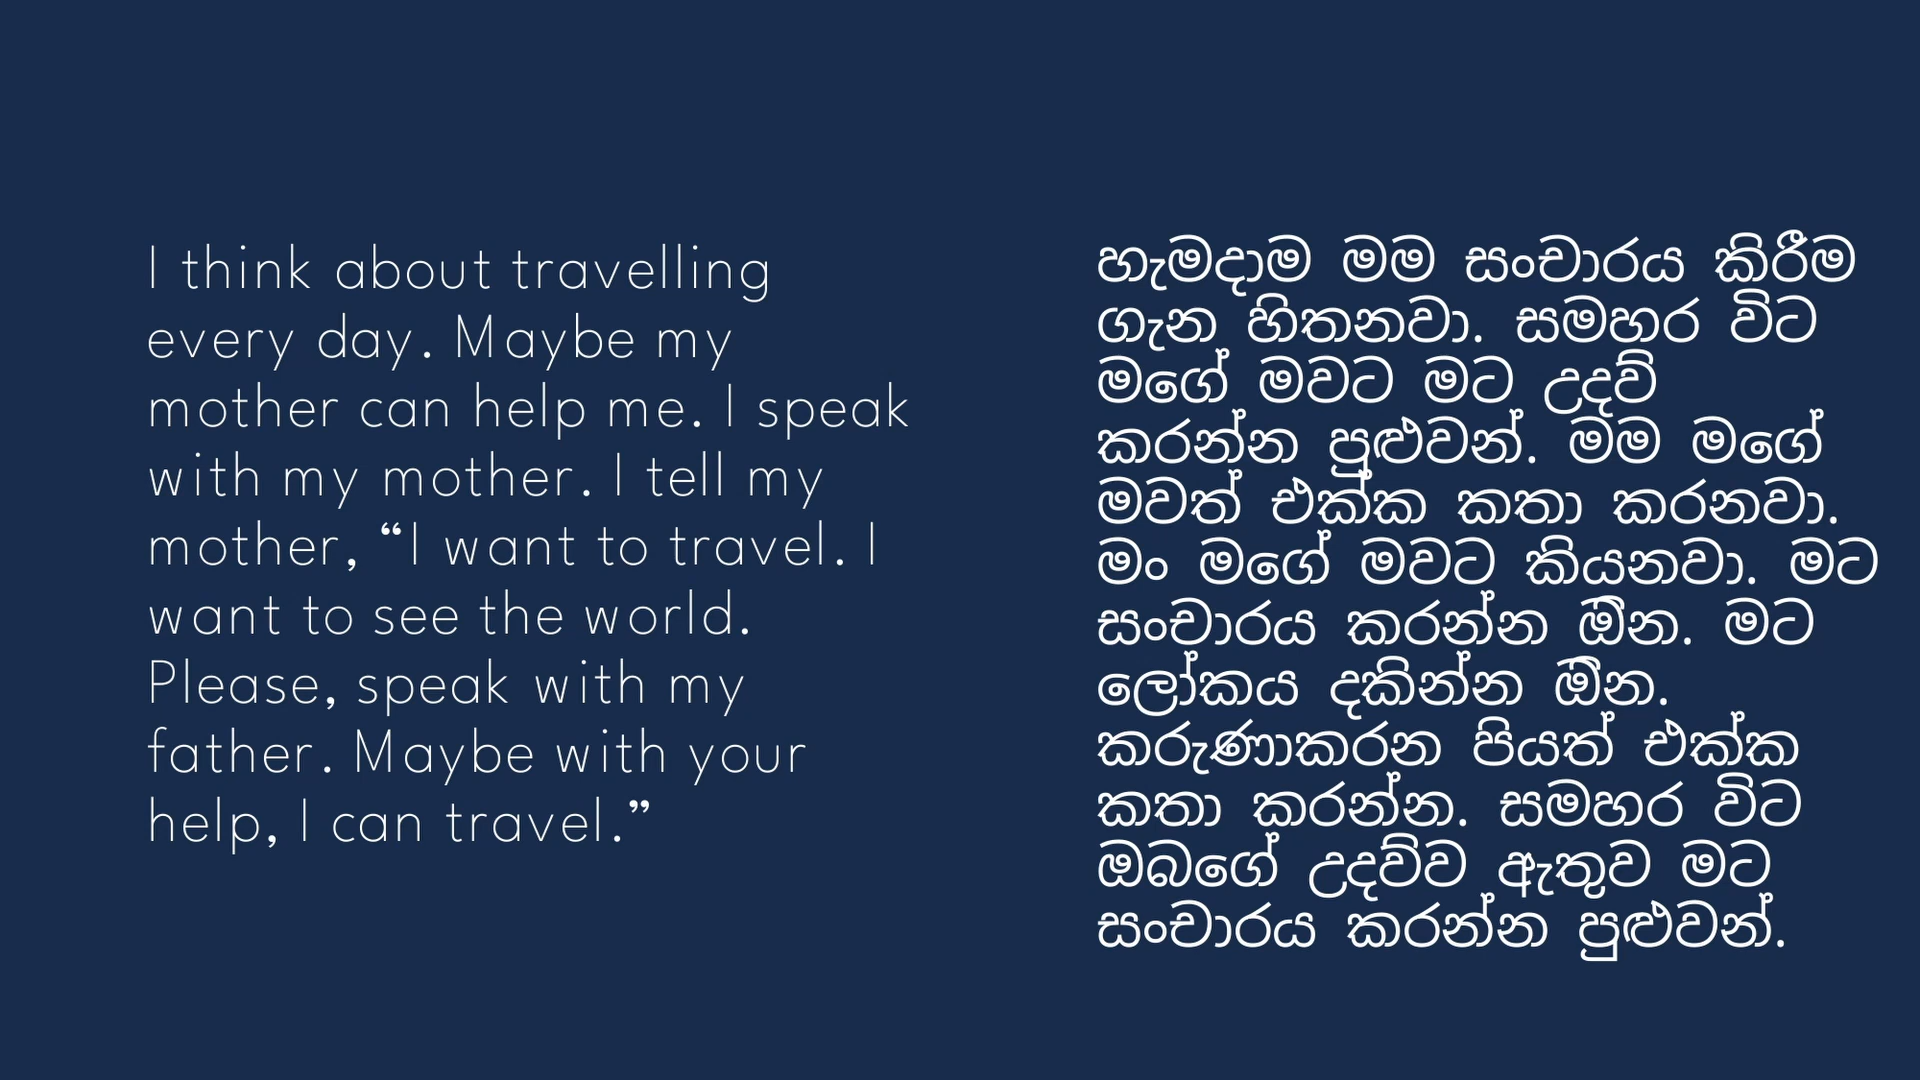 I think about travelling
every day. Maybe my
mother can help me. I speak
with my mother. I tell my
mother, “I want to travel. I
want to see the world.
Please, speak with my
father. Maybe with your
help, I can travel.”
හැමදාම මම සංචාරය කිරීම
ගැන හිතනවා. සමහර විට
මගේ මවට මට උදව්
කරන්න පුළුවන්. මම මගේ
මවත් එක්ක කතා කරනවා.
මං මගේ මවට කියනවා. මට
සංචාරය කරන්න ඕන. මට
ලෝකය දකින්න ඕන.
කරුණාකරන පියත් එක්ක
කතා කරන්න. සමහර විට
ඔබගේ උදව්ව ඇතුව මට
සංචාරය කරන්න පුළුවන්.